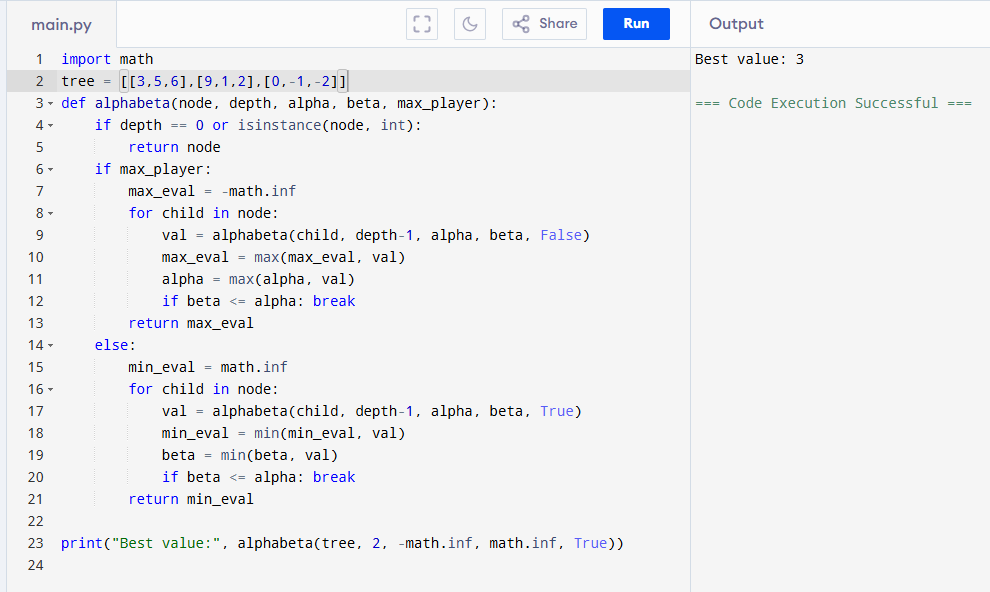 main.py
Share
Run
Output
1 import math
2 tree = [[3,5,6],[9,1,2],[0,-1,-2]]
3 def alphabeta(node, depth, alpha, beta, max_player):
4     if depth == 0 or isinstance(node, int):
5         return node
6     if max_player:
7         max_eval = -math.inf
8         for child in node:
9             val = alphabeta(child, depth-1, alpha, beta, False)
10             max_eval = max(max_eval, val)
11             alpha = max(alpha, val)
12             if beta <= alpha: break
13         return max_eval
14     else:
15         min_eval = math.inf
16         for child in node:
17             val = alphabeta(child, depth-1, alpha, beta, True)
18             min_eval = min(min_eval, val)
19             beta = min(beta, val)
20             if beta <= alpha: break
21         return min_eval
22
23 print("Best value:", alphabeta(tree, 2, -math.inf, math.inf, True))
24
Best value: 3
=== Code Execution Successful ===